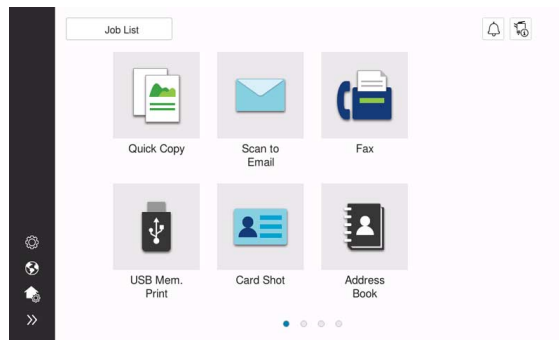 Job List
Quick Copy
Scan to
Email
Fax
USB Mem.
Print
Card Shot
Address
Book